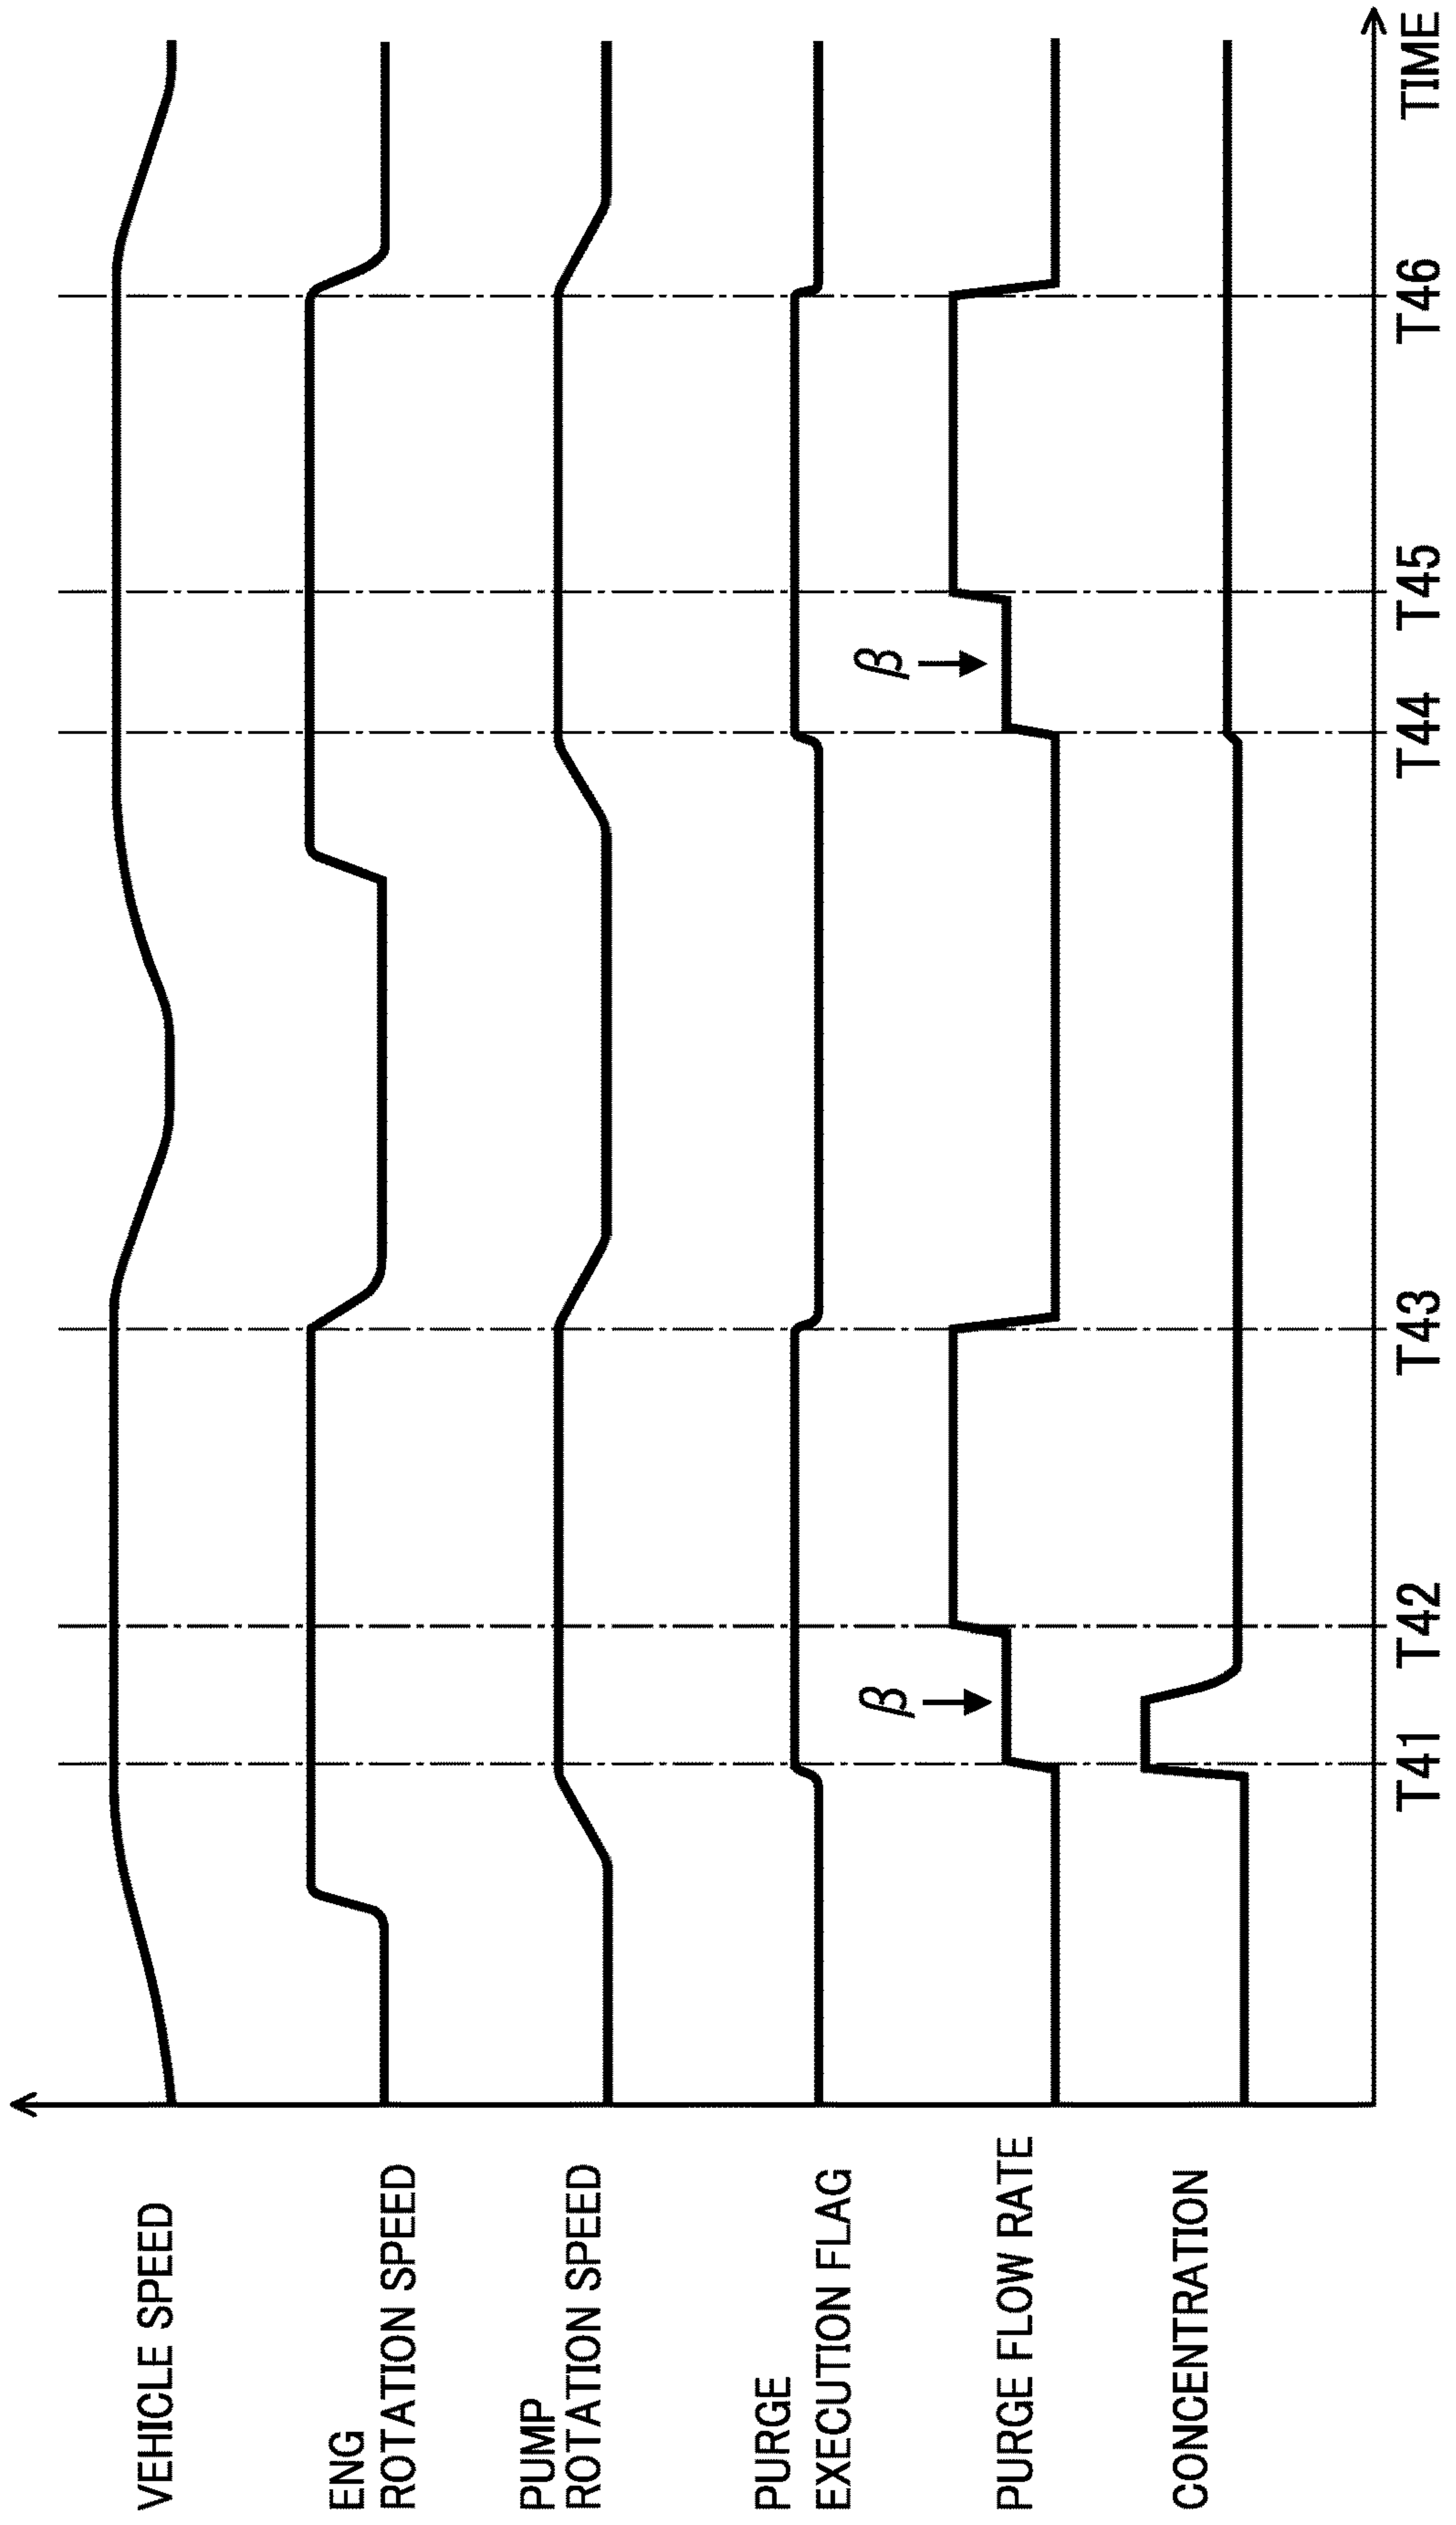 VEHICLE SPEED
ENG
ROTATION SPEED
PUMP
ROTATION SPEED
PURGE
EXECUTION FLAG
β
β
PURGE FLOW RATE
CONCENTRATION
T41 T42 T43 T44 T45 T46 TIME